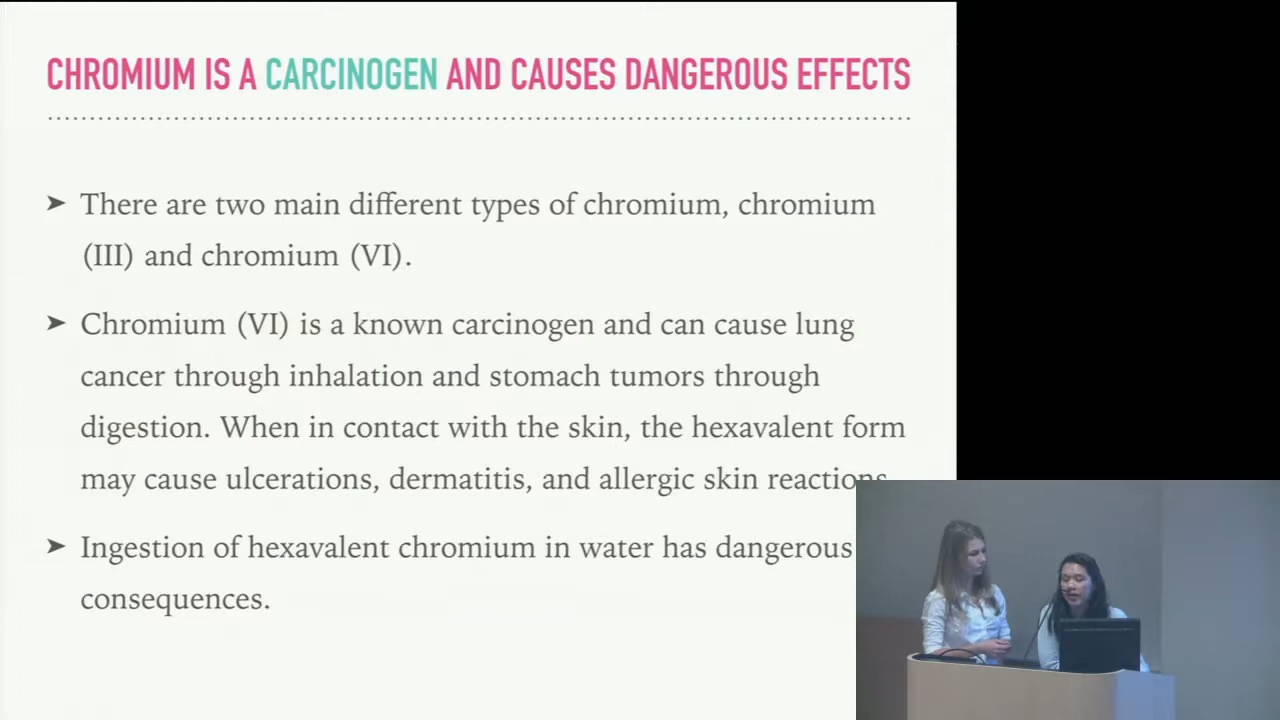 CHROMIUM IS A CARCINOGEN AND CAUSES DANGEROUS EFFECTS
➤ There are two main different types of chromium, chromium
(III) and chromium (VI).
➤ Chromium (VI) is a known carcinogen and can cause lung
cancer through inhalation and stomach tumors through
digestion. When in contact with the skin, the hexavalent form
may cause ulcerations, dermatitis, and allergic skin reactions
➤ Ingestion of hexavalent chromium in water has dangerous
consequences.